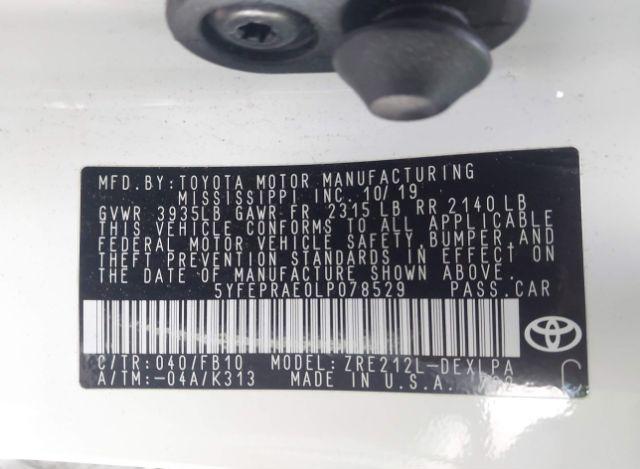 MFD.BY:TOYOTA MOTOR MANUFACTURING
MISSISSIPPI INC. 10/19
GVWR 3935LB GAWR FR 2315 LB RR 2140 LB
THIS VEHICLE CONFORMS TO ALL APPLICABLE
FEDERAL MOTOR VEHICLE SAFETY, BUMPER, AND
THEFT PREVENTION STANDARDS IN EFFECT ON
THE DATE OF MANUFACTURE SHOWN ABOVE.
5YFEPRAE0LP078529 PASS.CAR
C/TR:040/FB10 MODEL:ZRE212L-DEXLPA
A/TM:-04A/K313 MADE IN U.S.A.